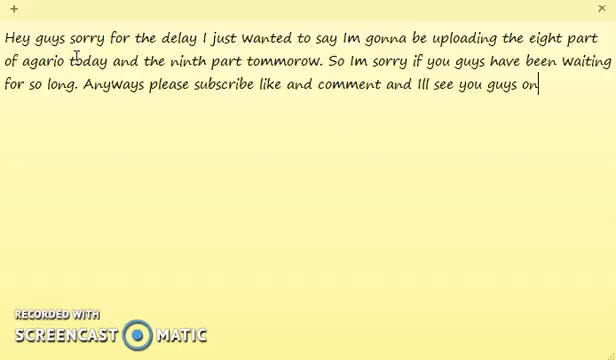 Hey guys sorry for the delay I just wanted to say Im gonna be uploading the eight part
of agario today and the ninth part tommorow. So Im sorry if you guys have been waiting
for so long. Anyways please subscribe like and comment and Ill see you guys on
RECORDED WITH
SCREENCAST MATIC